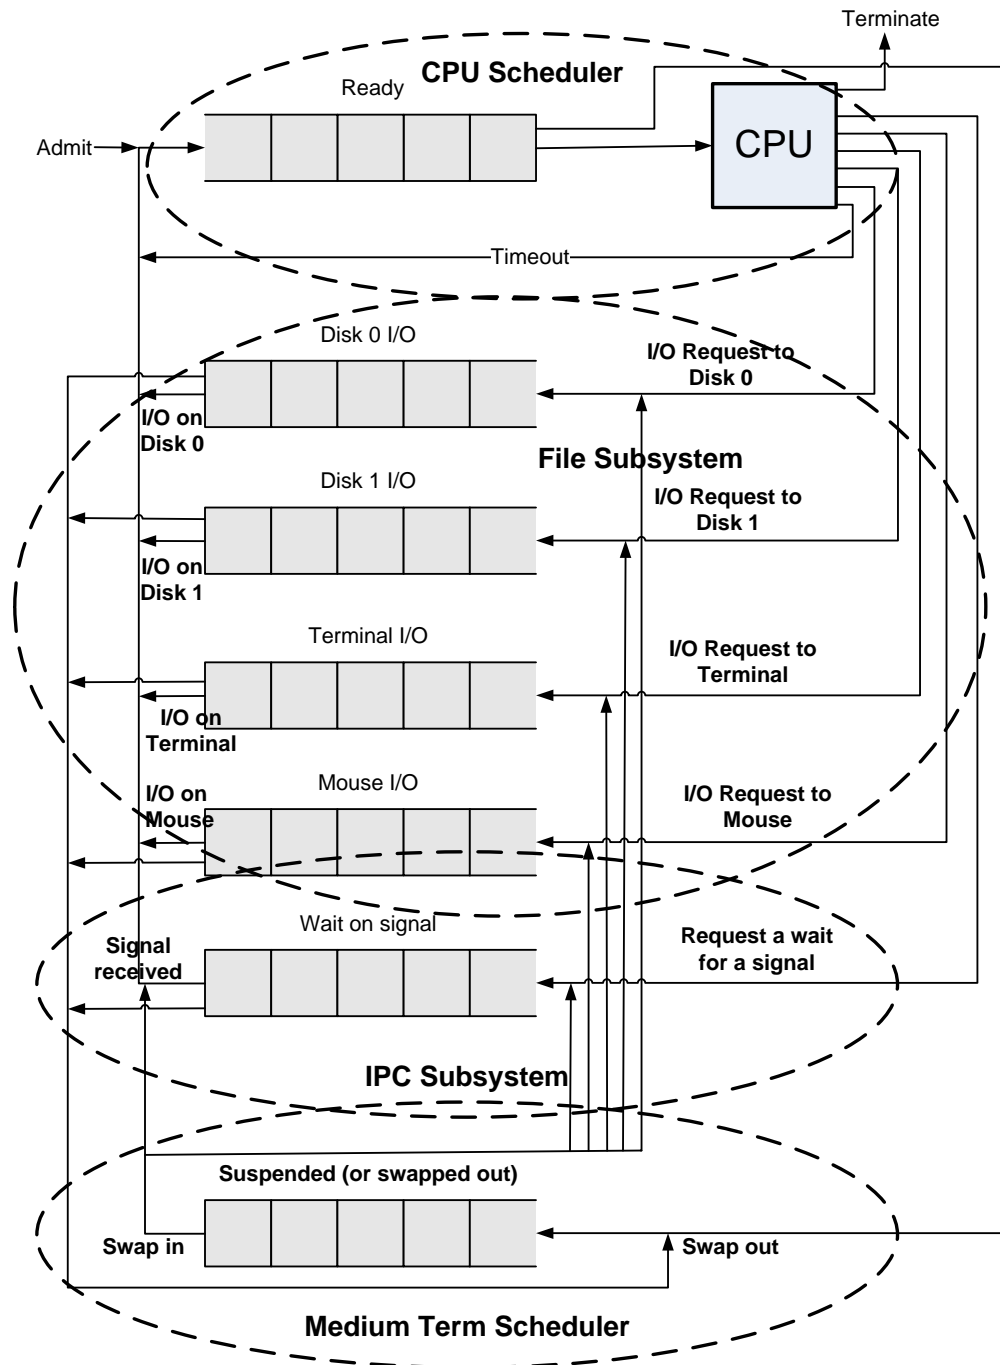 Terminate
CPU Scheduler
Ready
Admit
CPU
Timeout
Disk 0 I/O
I/O Request to
Disk 0
I/O on
Disk 0
File Subsystem
Disk 1 I/O
I/O Request to
Disk 1
I/O on
Disk 1
Terminal I/O
I/O Request to
Terminal
I/O on
Terminal
Mouse I/O
I/O on
Mouse
I/O Request to
Mouse
Wait on signal
Signal
received
Request a wait
for a signal
IPC Subsystem
Suspended (or swapped out)
Swap in
Swap out
Medium Term Scheduler